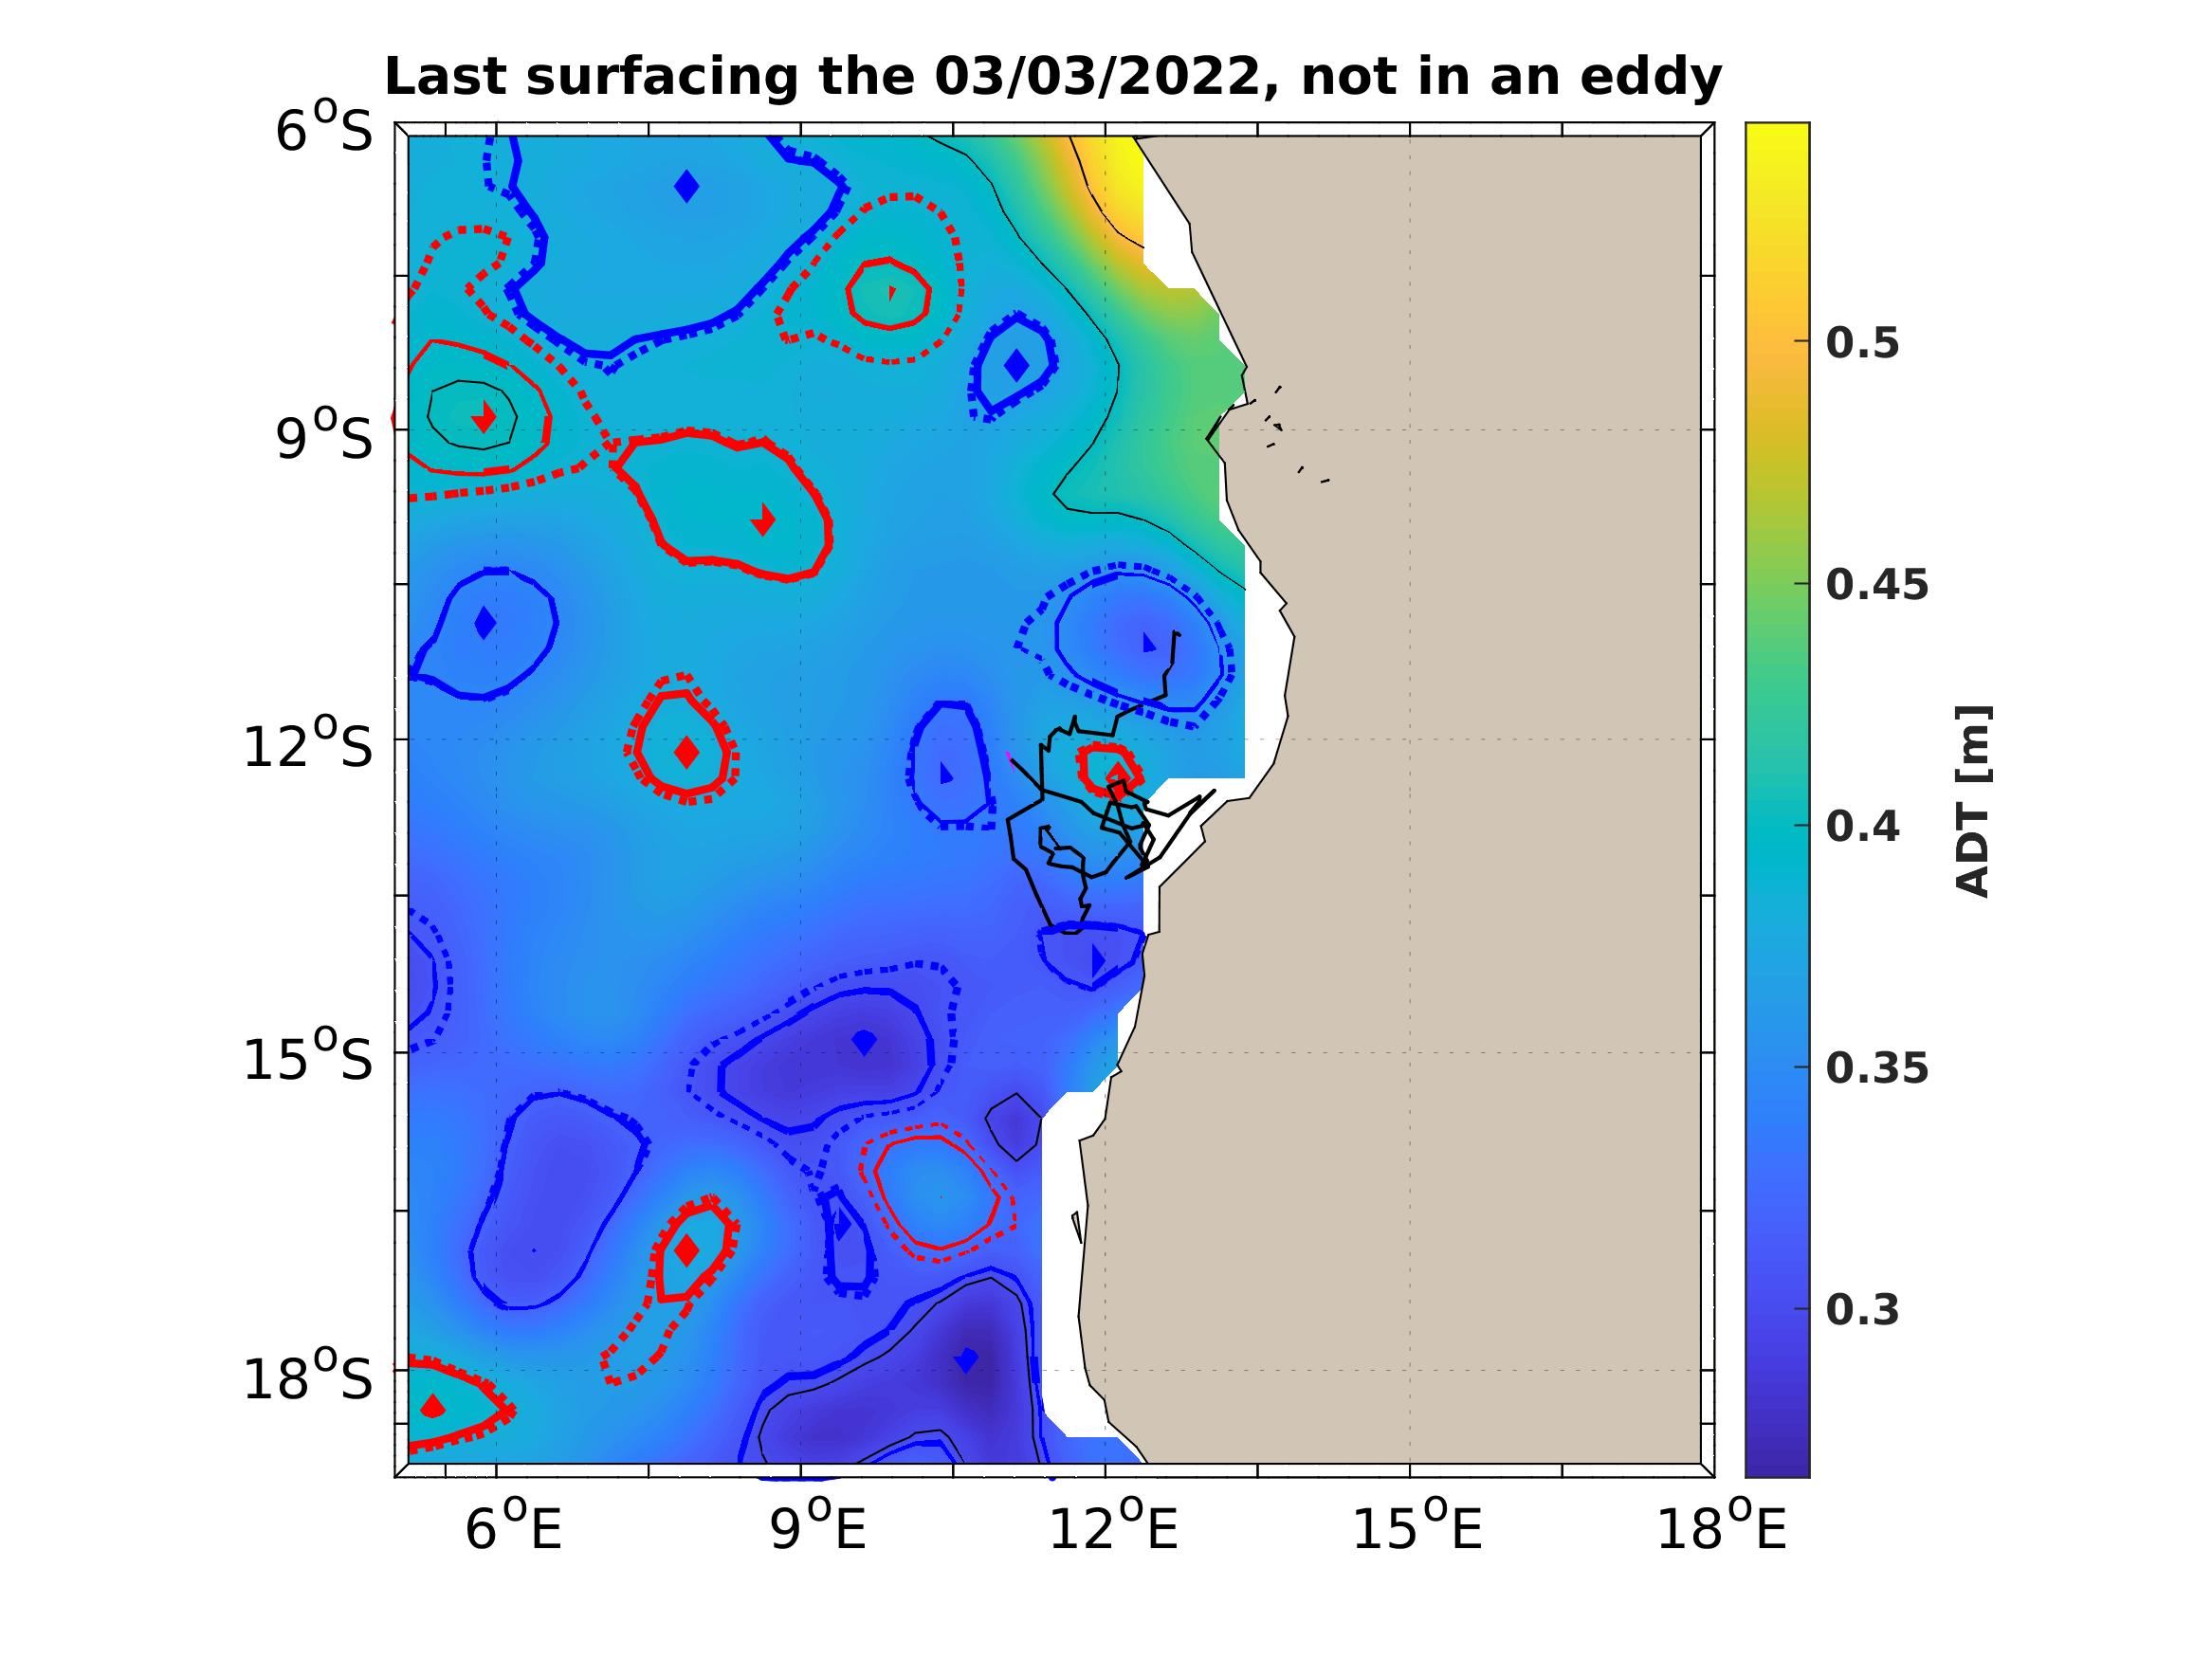 Last surfacing the 03/03/2022, not in an eddy
6°S
9°S
12°S
15°S
18°S
6°E
9°E
12°E
15°E
18°E
0.5
0.45
0.4
0.35
0.3
ADT [m]